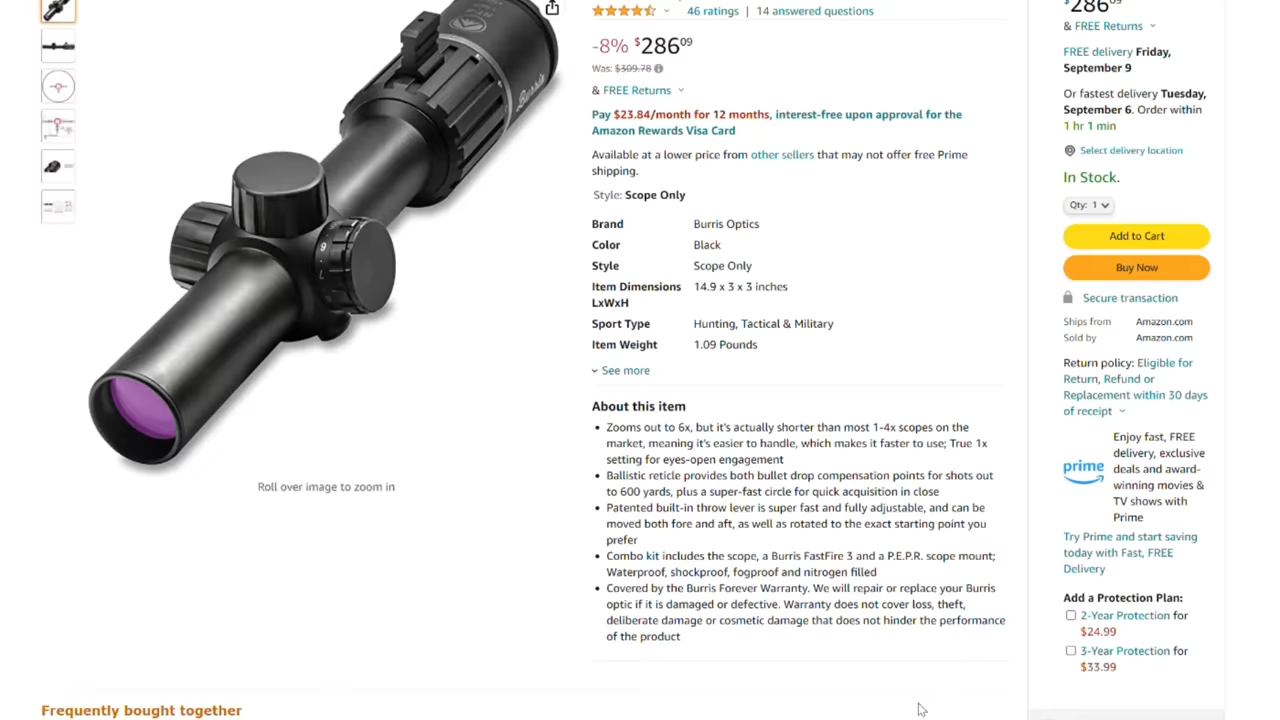 46 ratings | 14 answered questions
-8% $286⁰⁹
Was: $309.78
& FREE Returns
Pay $23.84/month for 12 months, interest-free upon approval for the
Amazon Rewards Visa Card
Available at a lower price from other sellers that may not offer free Prime
shipping.
Style: Scope Only
Brand Burris Optics
Color Black
Style Scope Only
Item Dimensions 14.9 x 3 x 3 inches
LxWxH
Sport Type Hunting, Tactical & Military
Item Weight 1.09 Pounds
See more
About this item
• Zooms out to 6x, but it's actually shorter than most 1-4x scopes on the
market, meaning it's easier to handle, which makes it faster to use; True 1x
setting for eyes-open engagement
• Ballistic reticle provides both bullet drop compensation points for shots out
to 600 yards, plus a super-fast circle for quick acquisition in close
• Patented built-in throw lever is super fast and fully adjustable, and can be
moved both fore and aft, as well as rotated to the exact starting point you
prefer
• Combo kit includes the scope, a Burris FastFire 3 and a P.E.P.R. scope mount;
Waterproof, shockproof, fogproof and nitrogen filled
• Covered by the Burris Forever Warranty. We will repair or replace your Burris
optic if it is damaged or defective. Warranty does not cover loss, theft,
deliberate damage or cosmetic damage that does not hinder the performance
of the product
Burris
Roll over image to zoom in
$286⁰⁹
& FREE Returns
FREE delivery Friday,
September 9
Or fastest delivery Tuesday,
September 6. Order within
1 hr 1 min
Select delivery location
In Stock.
Qty: 1
Add to Cart
Buy Now
Secure transaction
Ships from Amazon.com
Sold by Amazon.com
Return policy: Eligible for
Return, Refund or
Replacement within 30 days
of receipt
prime
Enjoy fast, FREE
delivery, exclusive
deals and award-
winning movies &
TV shows with
Prime
Try Prime and start saving
today with Fast, FREE
Delivery
Add a Protection Plan:
2-Year Protection for
$24.99
3-Year Protection for
$33.99
Frequently bought together